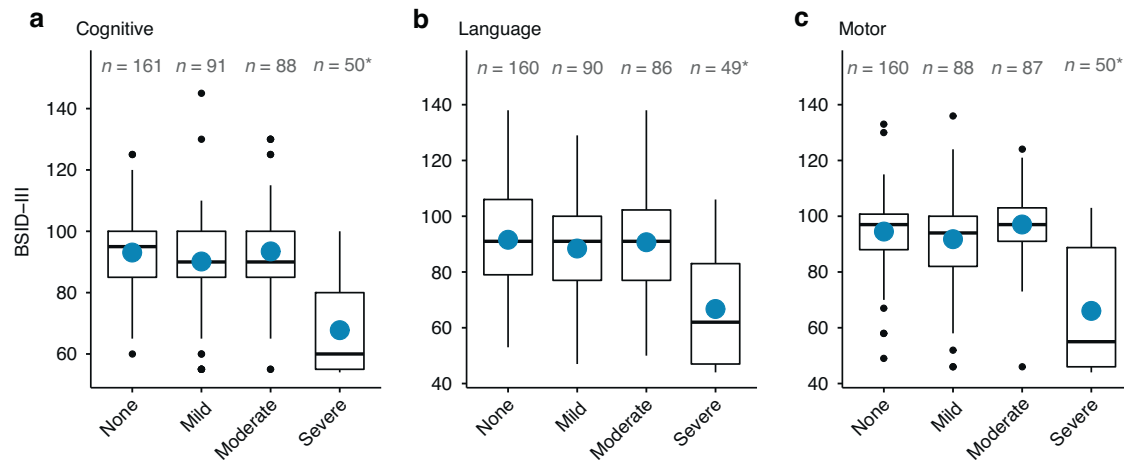 a Cognitive
n = 161 n = 91 n = 88 n = 50*
BSID–III
140
120
100
80
60
None Mild Moderate Severe
b Language
n = 160 n = 90 n = 86 n = 49*
140
120
100
80
60
40
None Mild Moderate Severe
c Motor
n = 160 n = 88 n = 87 n = 50*
140
120
100
80
60
40
None Mild Moderate Severe